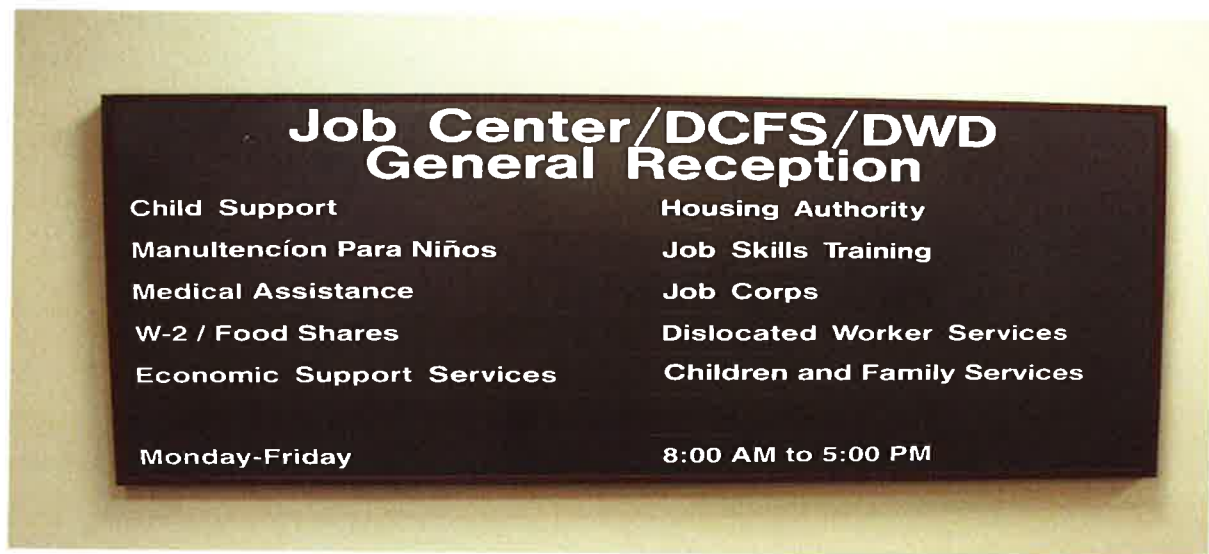 Job Center/DCFS/DWD
General Reception
Child Support
Manultencíon Para Niños
Medical Assistance
W-2 / Food Shares
Economic Support Services
Housing Authority
Job Skills Training
Job Corps
Dislocated Worker Services
Children and Family Services
Monday-Friday
8:00 AM to 5:00 PM